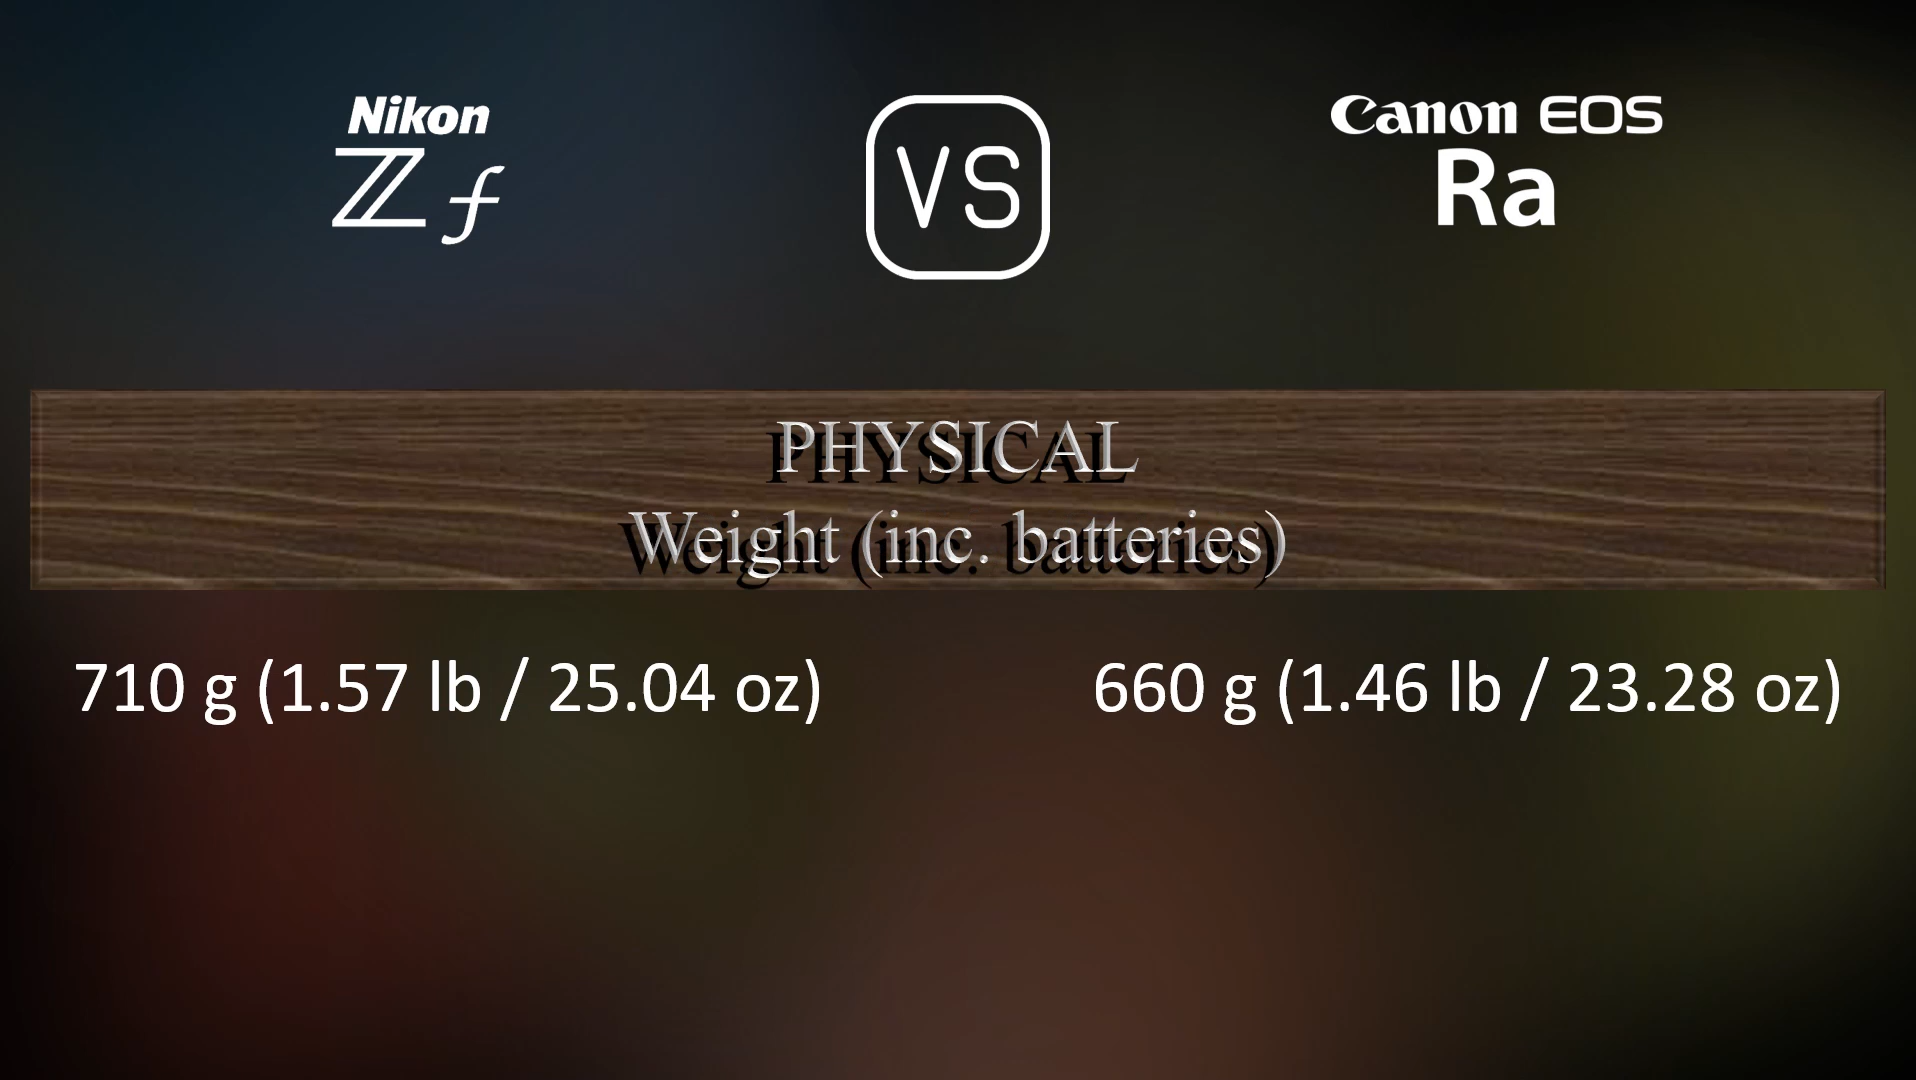 Nikon
Z f
VS
Canon EOS
Ra
PHYSICAL
Weight (inc. batteries)
710 g (1.57 lb / 25.04 oz)
660 g (1.46 lb / 23.28 oz)